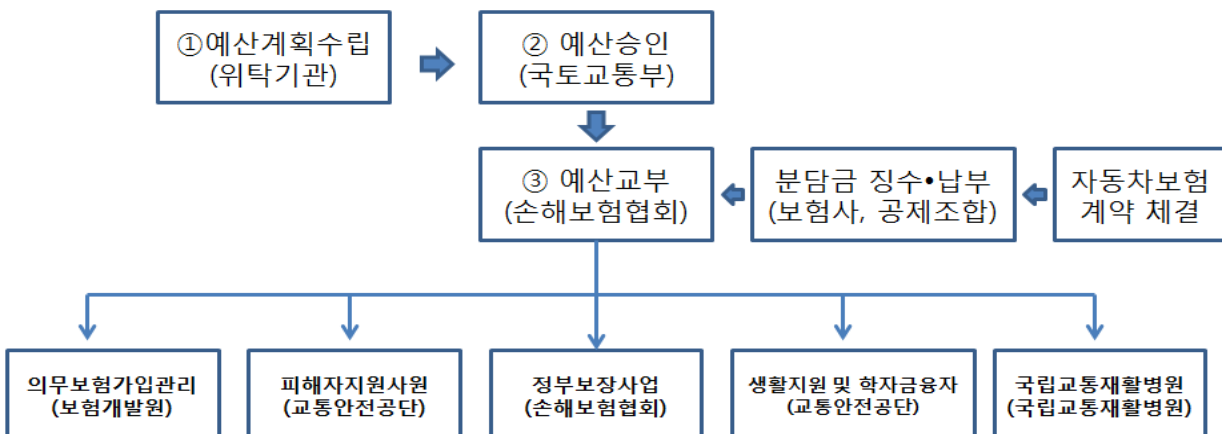 ①예산계획수립
(위탁기관)
② 예산승인
(국토교통부)
③ 예산교부
(손해보험협회)
분담금 징수•납부
(보험사, 공제조합)
자동차보험
계약 체결
의무보험가입관리
(보험개발원)
피해자지원사원
(교통안전공단)
정부보장사업
(손해보험협회)
생활지원 및 학자금융자
(교통안전공단)
국립교통재활병원
(국립교통재활병원)